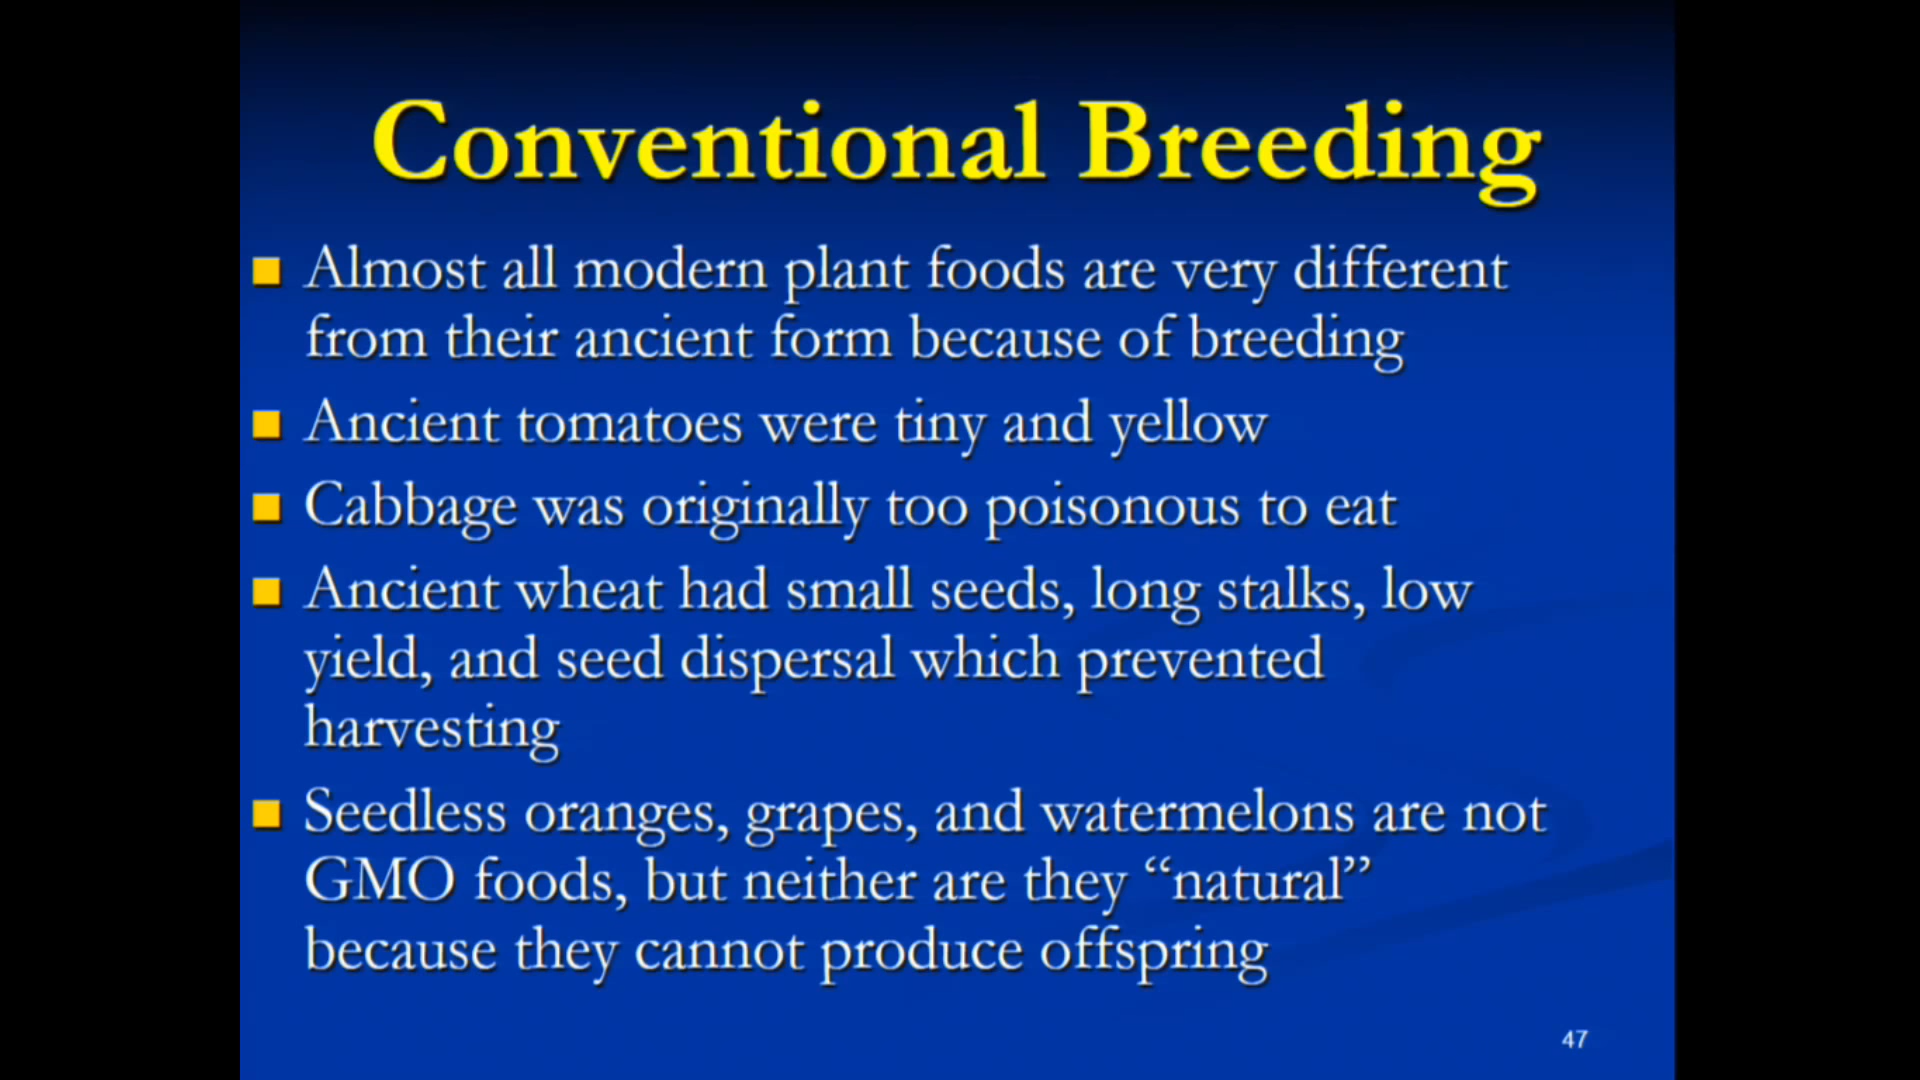 Conventional Breeding
Almost all modern plant foods are very different
from their ancient form because of breeding
Ancient tomatoes were tiny and yellow
Cabbage was originally too poisonous to eat
Ancient wheat had small seeds, long stalks, low
yield, and seed dispersal which prevented
harvesting
Seedless oranges, grapes, and watermelons are not
GMO foods, but neither are they “natural”
because they cannot produce offspring
47